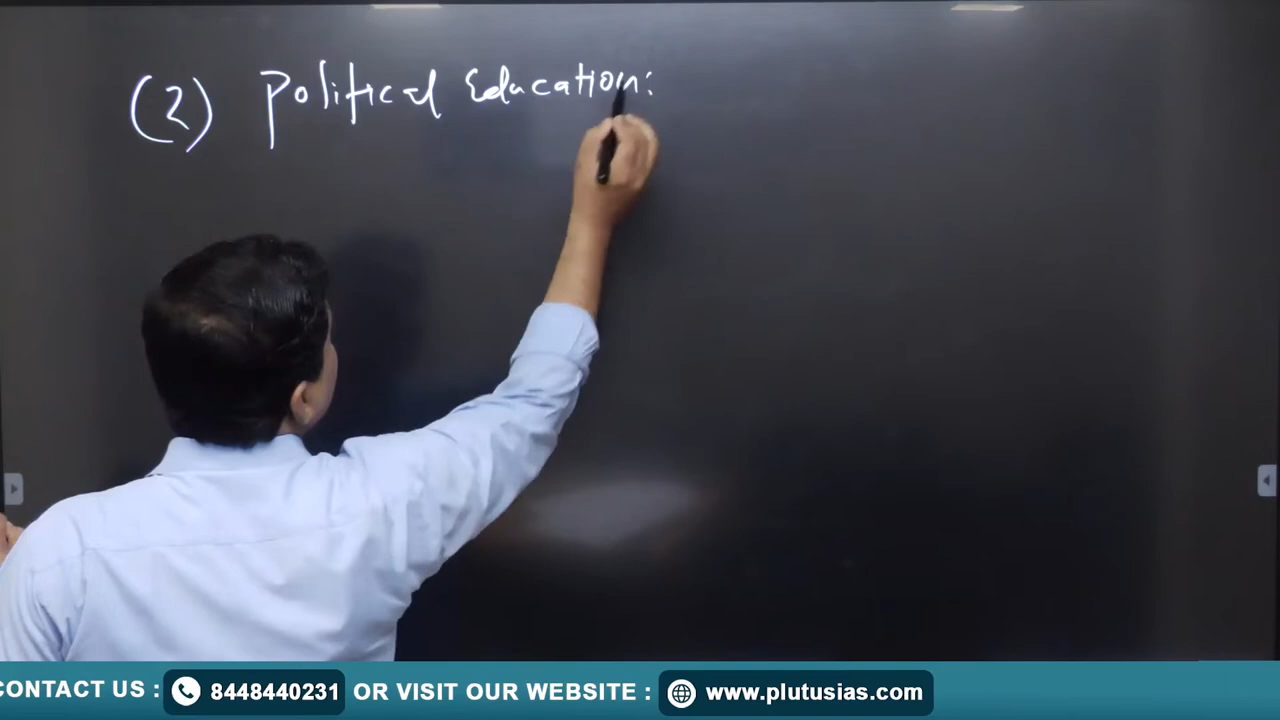 (2) Political Education:
CONTACT US : 8448440231 OR VISIT OUR WEBSITE : www.plutusias.com